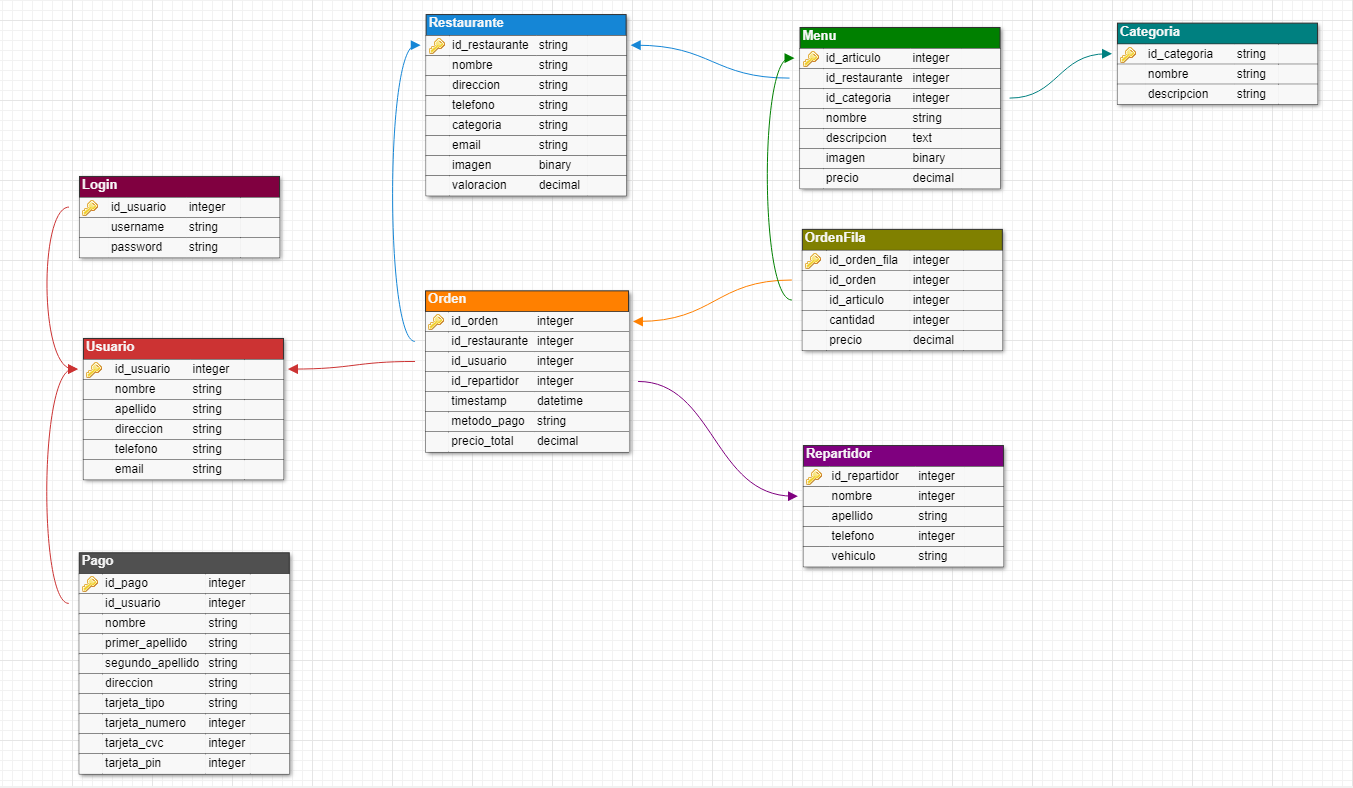 Restaurante
id_restaurante string
nombre string
direccion string
telefono string
categoria string
email string
imagen binary
valoracion decimal
Menu
id_articulo integer
id_restaurante integer
id_categoria integer
nombre string
descripcion text
imagen binary
precio decimal
Categoria
id_categoria string
nombre string
descripcion string
Login
id_usuario integer
username string
password string
OrdenFila
id_orden_fila integer
id_orden integer
id_articulo integer
cantidad integer
precio decimal
Orden
id_orden integer
id_restaurante integer
id_usuario integer
id_repartidor integer
timestamp datetime
metodo_pago string
precio_total decimal
Usuario
id_usuario integer
nombre string
apellido string
direccion string
telefono string
email string
Repartidor
id_repartidor integer
nombre integer
apellido string
telefono integer
vehiculo string
Pago
id_pago integer
id_usuario integer
nombre string
primer_apellido string
segundo_apellido string
direccion string
tarjeta_tipo string
tarjeta_numero integer
tarjeta_cvc integer
tarjeta_pin integer